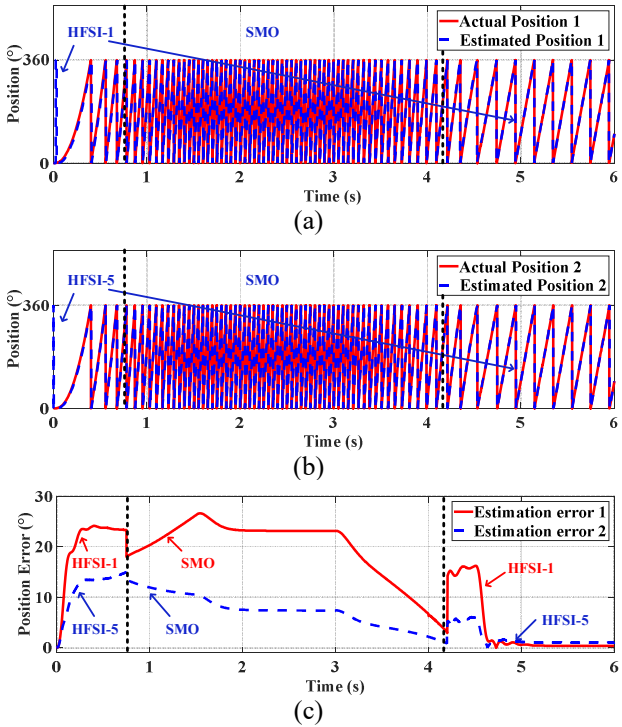 HFSI-1
SMO
Actual Position 1
Estimated Position 1
Position (°)
360
0
0 1 2 3 4 5 6
Time (s)
(a)
HFSI-5
SMO
Actual Position 2
Estimated Position 2
Position (°)
360
0
0 1 2 3 4 5 6
Time (s)
(b)
Estimation error 1
Estimation error 2
Position Error (°)
30
20
10
0
HFSI-1
SMO
HFSI-1
HFSI-5
SMO
HFSI-5
0 1 2 3 4 5 6
Time (s)
(c)